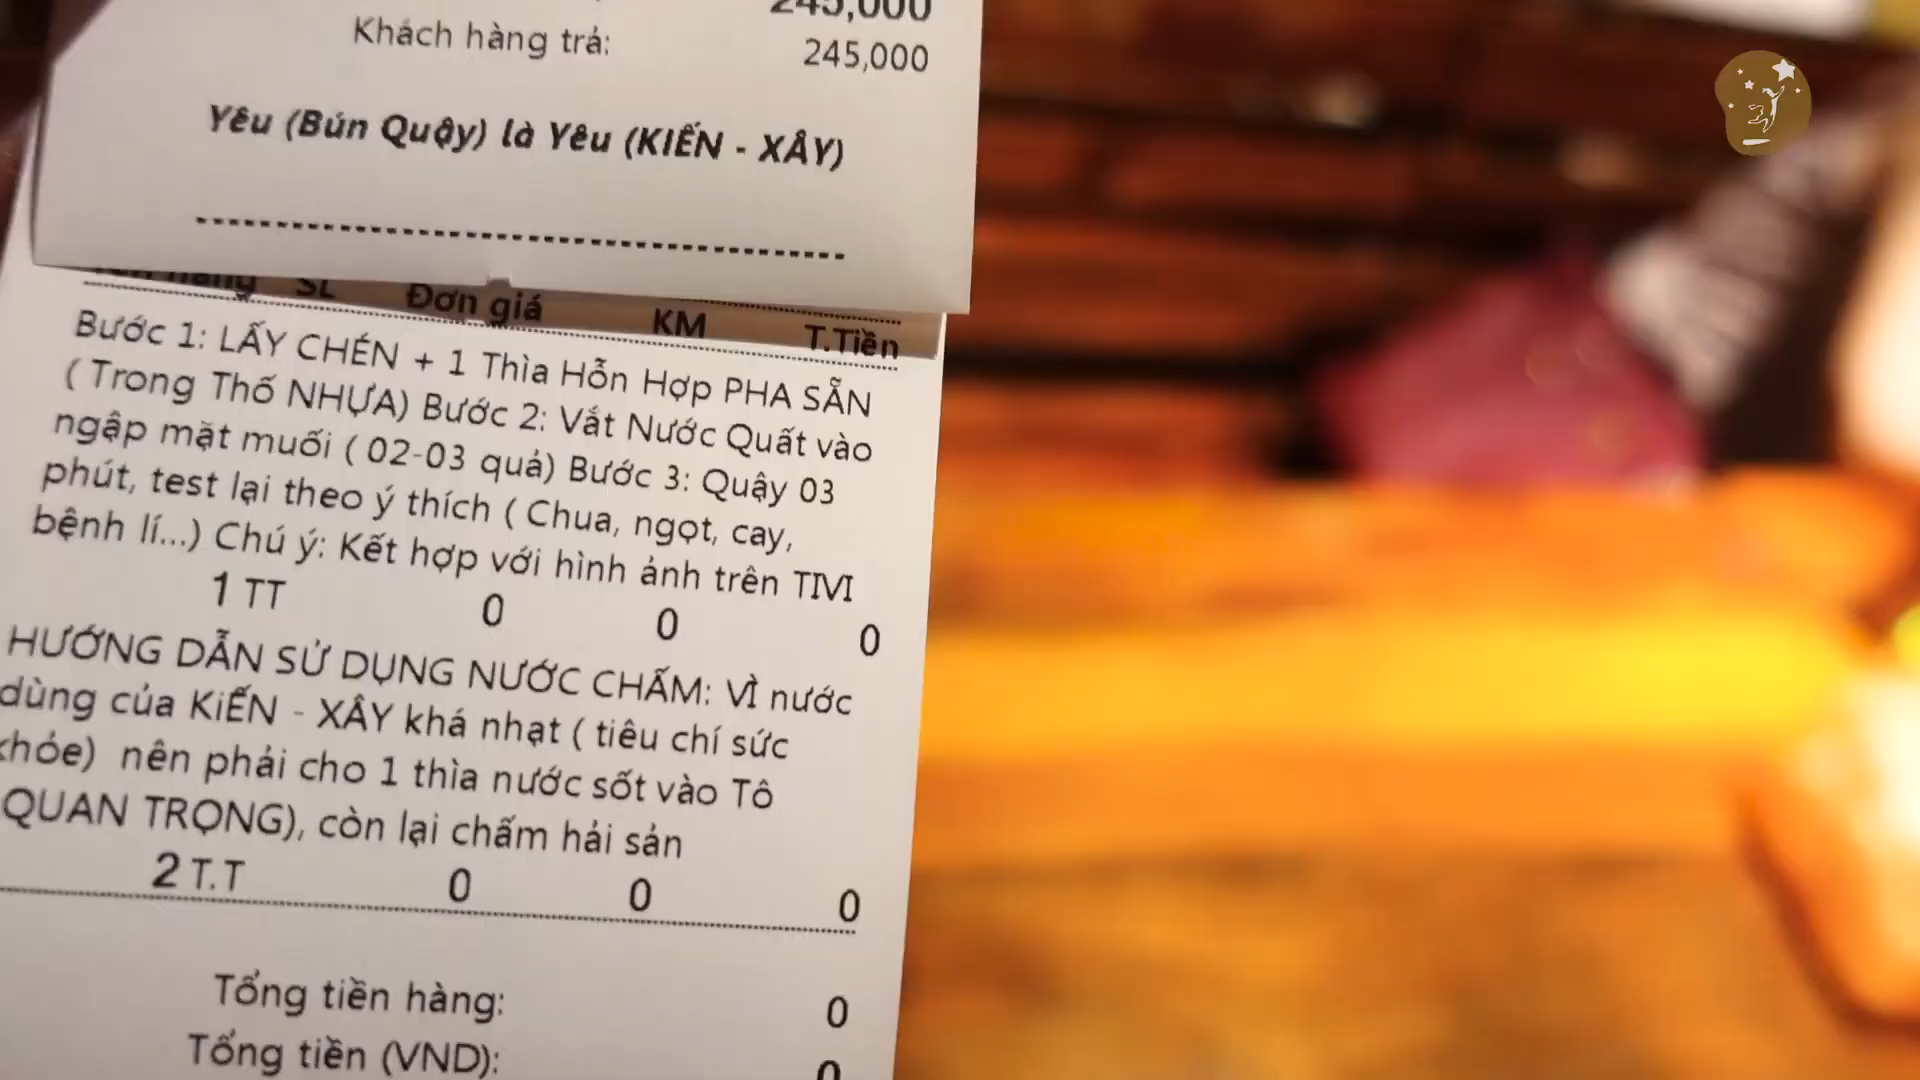 245,000
Khách hàng trả: 245,000
Yêu (Bún Quậy) là Yêu (KIẾN - XÂY)
hàng SL Đơn giá KM T.Tiền
Bước 1: LẤY CHÉN + 1 Thìa Hỗn Hợp PHA SẴN
( Trong Thố NHỰA) Bước 2: Vắt Nước Quất vào
ngập mặt muối ( 02-03 quả) Bước 3: Quậy 03
phút, test lại theo ý thích ( Chua, ngọt, cay,
bệnh lí...) Chú ý: Kết hợp với hình ảnh trên TIVI
1 TT 0 0 0
HƯỚNG DẪN SỬ DỤNG NƯỚC CHẤM: VÌ nước
dùng của KiẾN - XÂY khá nhạt ( tiêu chí sức
khỏe) nên phải cho 1 thìa nước sốt vào Tô
QUAN TRỌNG), còn lại chấm hải sản
2 T.T 0 0 0
Tổng tiền hàng: 0
Tổng tiền (VND): 0